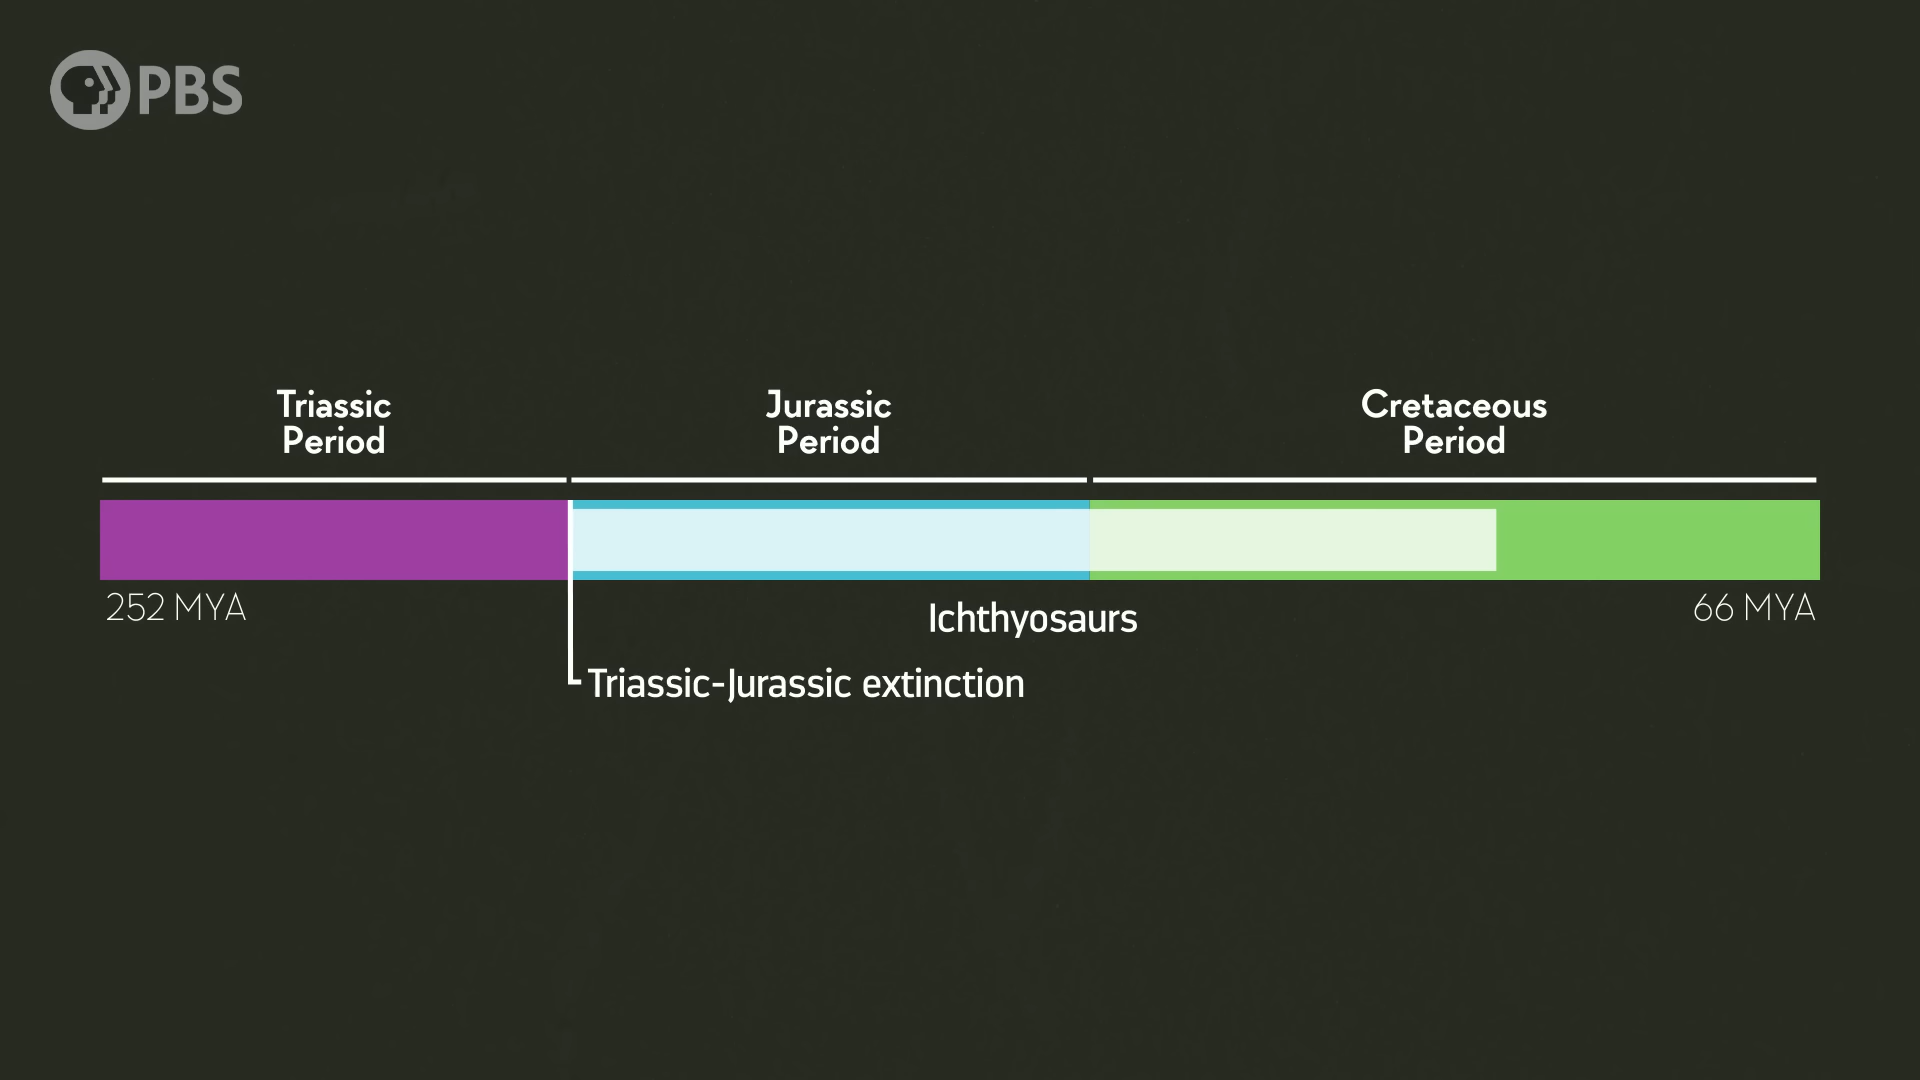 PBS
Triassic
Period
Jurassic
Period
Cretaceous
Period
252 MYA
66 MYA
Ichthyosaurs
Triassic-Jurassic extinction